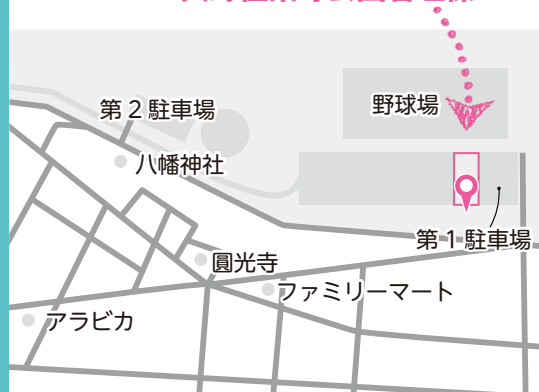 野球場
第2駐車場
八幡神社
第1駐車場
圓光寺
ファミリーマート
アラビカ